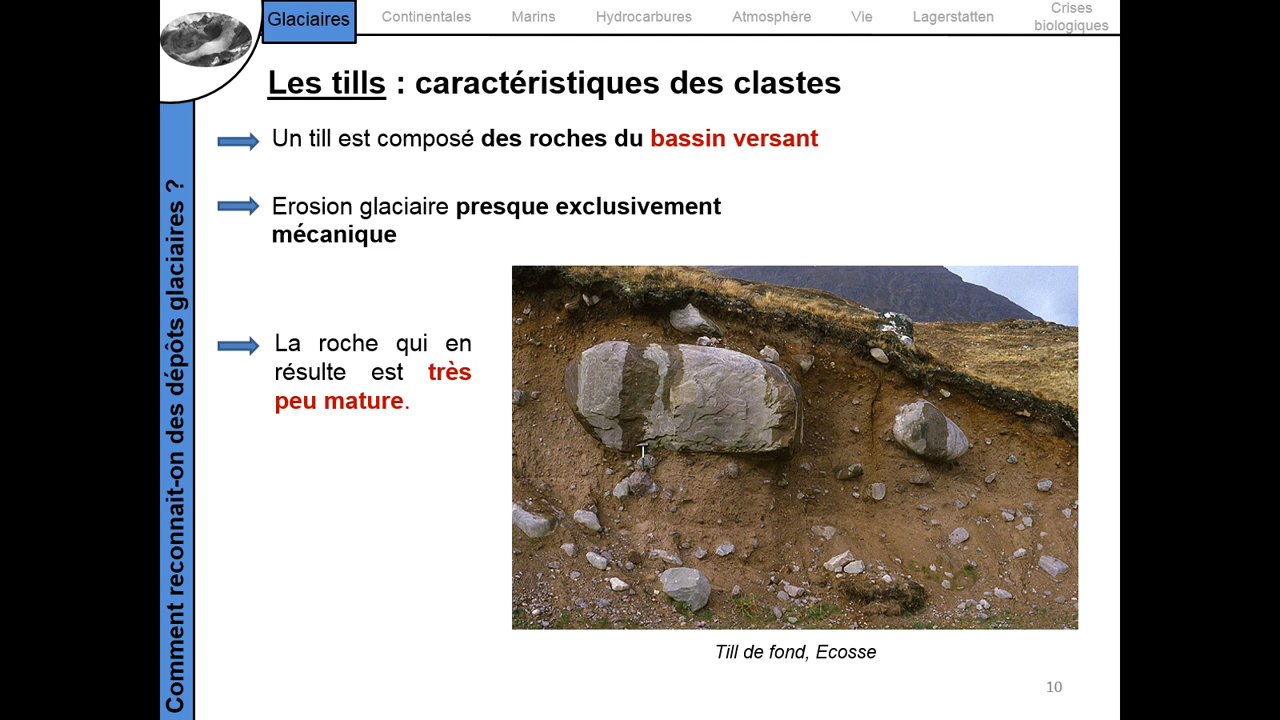 Glaciaires
Continentales
Marins
Hydrocarbures
Atmosphère
Vie
Lagerstatten
Crises
biologiques
Les tills : caractéristiques des clastes
Un till est composé des roches du bassin versant
Erosion glaciaire presque exclusivement
mécanique
La roche qui en
résulte est très
peu mature.
Till de fond, Ecosse
10
Comment reconnait-on des dépôts glaciaires ?